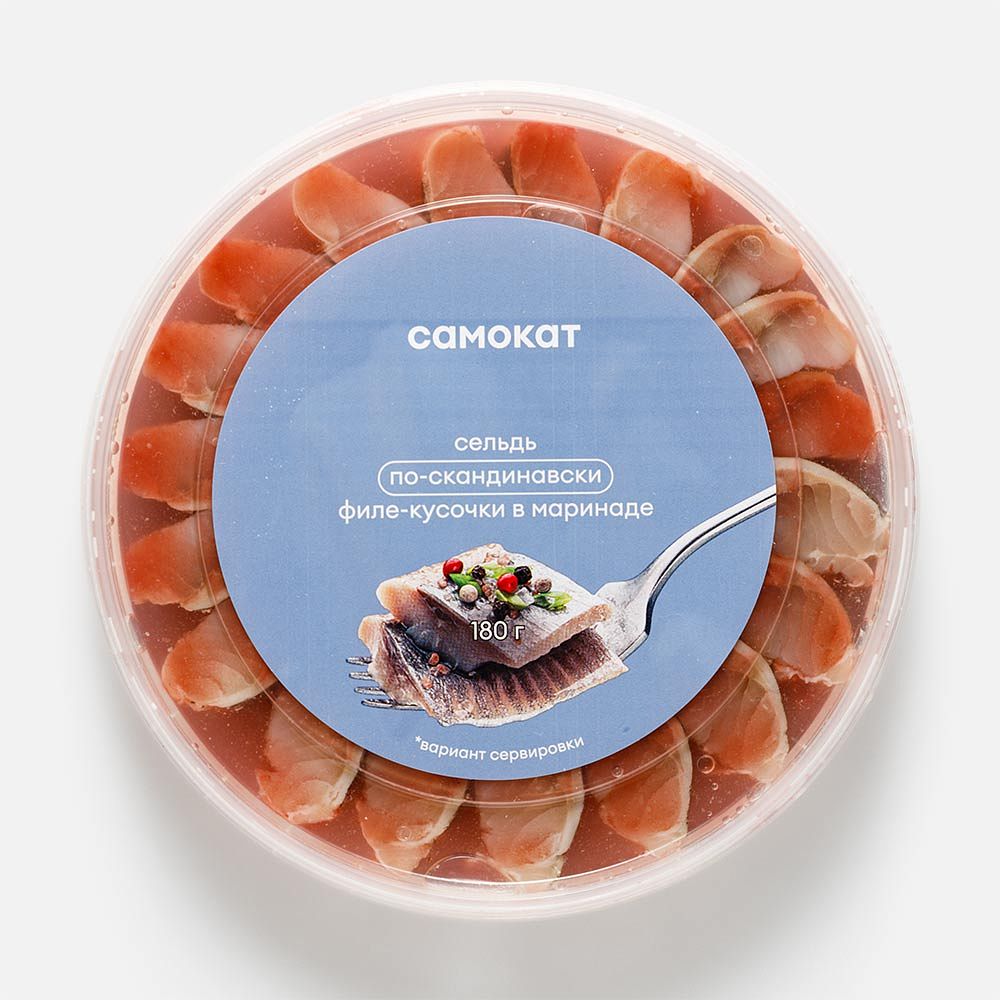 самокат
сельдь
по-скандинавски
филе-кусочки в маринаде
180 г
*вариант сервировки